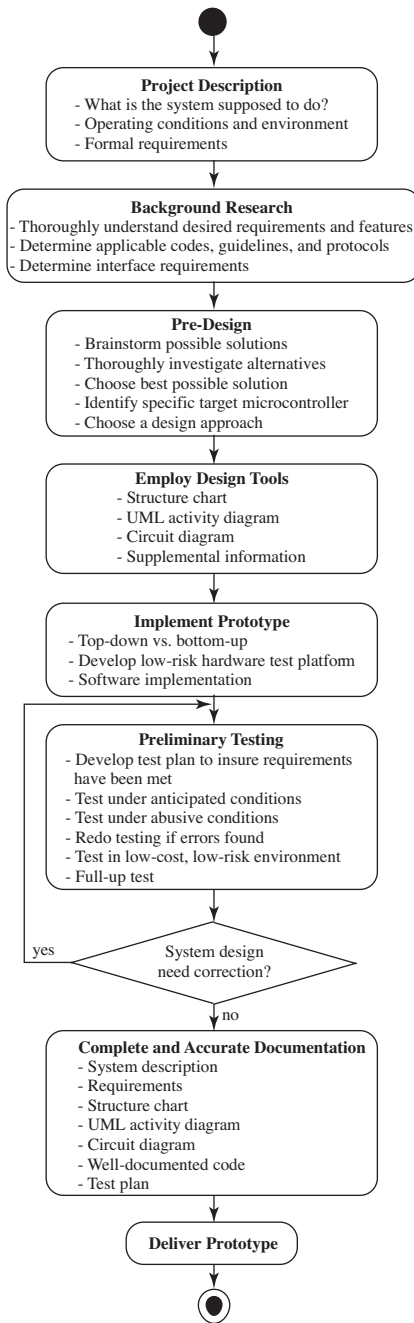 Project Description
- What is the system supposed to do?
- Operating conditions and environment
- Formal requirements
Background Research
- Thoroughly understand desired requirements and features
- Determine applicable codes, guidelines, and protocols
- Determine interface requirements
Pre-Design
- Brainstorm possible solutions
- Thoroughly investigate alternatives
- Choose best possible solution
- Identify specific target microcontroller
- Choose a design approach
Employ Design Tools
- Structure chart
- UML activity diagram
- Circuit diagram
- Supplemental information
Implement Prototype
- Top-down vs. bottom-up
- Develop low-risk hardware test platform
- Software implementation
Preliminary Testing
- Develop test plan to insure requirements
have been met
- Test under anticipated conditions
- Test under abusive conditions
- Redo testing if errors found
- Test in low-cost, low-risk environment
- Full-up test
yes
System design
need correction?
no
Complete and Accurate Documentation
- System description
- Requirements
- Structure chart
- UML activity diagram
- Circuit diagram
- Well-documented code
- Test plan
Deliver Prototype